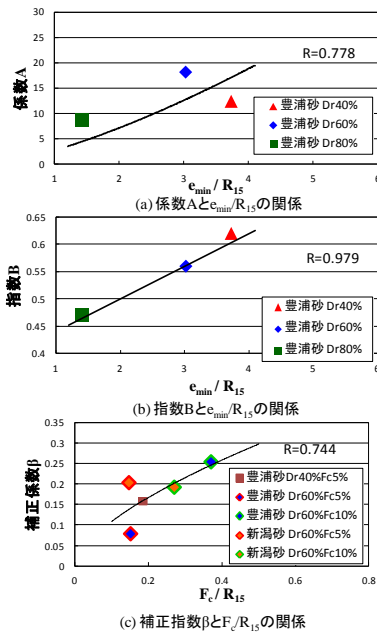 30
25
20
15
10
5
0
係数A
R=0.778
豊浦砂 Dr40%
豊浦砂 Dr60%
豊浦砂 Dr80%
1 2 3 4 5 6
emin / R15
(a) 係数Aとemin/R15の関係
0.65
0.6
0.55
0.5
0.45
0.4
指数B
R=0.979
豊浦砂 Dr40%
豊浦砂 Dr60%
豊浦砂 Dr80%
1 2 3 4 5 6
emin / R15
(b) 指数Bとemin/R15の関係
0.3
0.25
0.2
0.15
0.1
0.05
0
補正係数β
R=0.744
豊浦砂Dr40%Fc5%
豊浦砂 Dr60%Fc5%
豊浦砂 Dr60%Fc10%
新潟砂 Dr60%Fc5%
新潟砂 Dr60%Fc10%
0 0.2 0.4 0.6 0.8
Fc / R15
(c) 補正指数βとFc/R15の関係